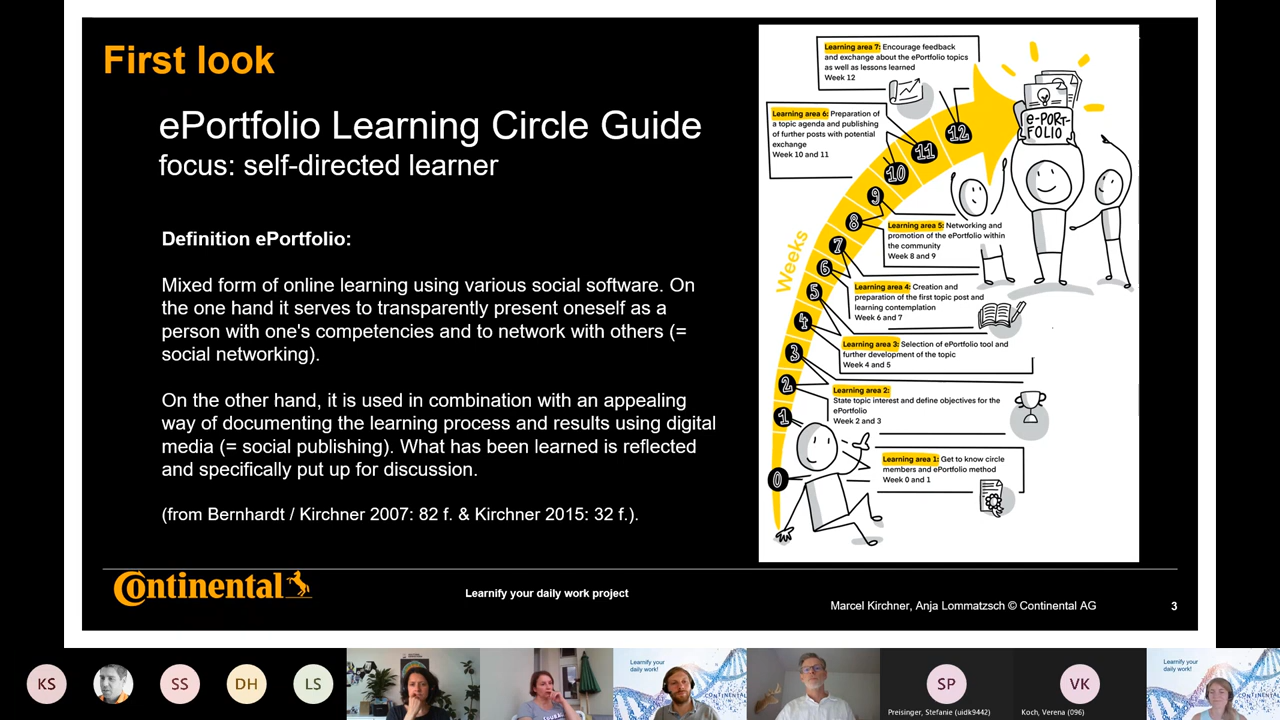 First look
ePortfolio Learning Circle Guide
focus: self-directed learner
Definition ePortfolio:
Mixed form of online learning using various social software. On
the one hand it serves to transparently present oneself as a
person with one's competencies and to network with others (=
social networking).
On the other hand, it is used in combination with an appealing
way of documenting the learning process and results using digital
media (= social publishing). What has been learned is reflected
and specifically put up for discussion.
(from Bernhardt / Kirchner 2007: 82 f. & Kirchner 2015: 32 f.).
Learning area 7: Encourage feedback
and exchange about the ePortfolio topics
as well as lessons learned
Week 12
Learning area 6: Preparation of
a topic agenda and publishing
of further posts with potential
exchange
Week 10 and 11
Learning area 5: Networking and
promotion of the ePortfolio within
the community
Week 8 and 9
Learning area 4: Creation and
preparation of the first topic post and
learning contemplation
Week 6 and 7
Learning area 3: Selection of ePortfolio tool and
further development of the topic
Week 4 and 5
Learning area 2:
State topic interest and define objectives for the
ePortfolio
Week 2 and 3
Learning area 1: Get to know circle
members and ePortfolio method
Week 0 and 1
Weeks
12
11
10
9
8
7
6
5
4
3
2
1
0
e-PORT-
FOLIO
Continental
Learnify your daily work project
Marcel Kirchner, Anja Lommatzsch © Continental AG
3
KS
SS
DH
LS
Learnify your
daily work!
SP
Preisinger, Stefanie (uidk9442)
VK
Koch, Verena (096)
Learnify your
daily work!